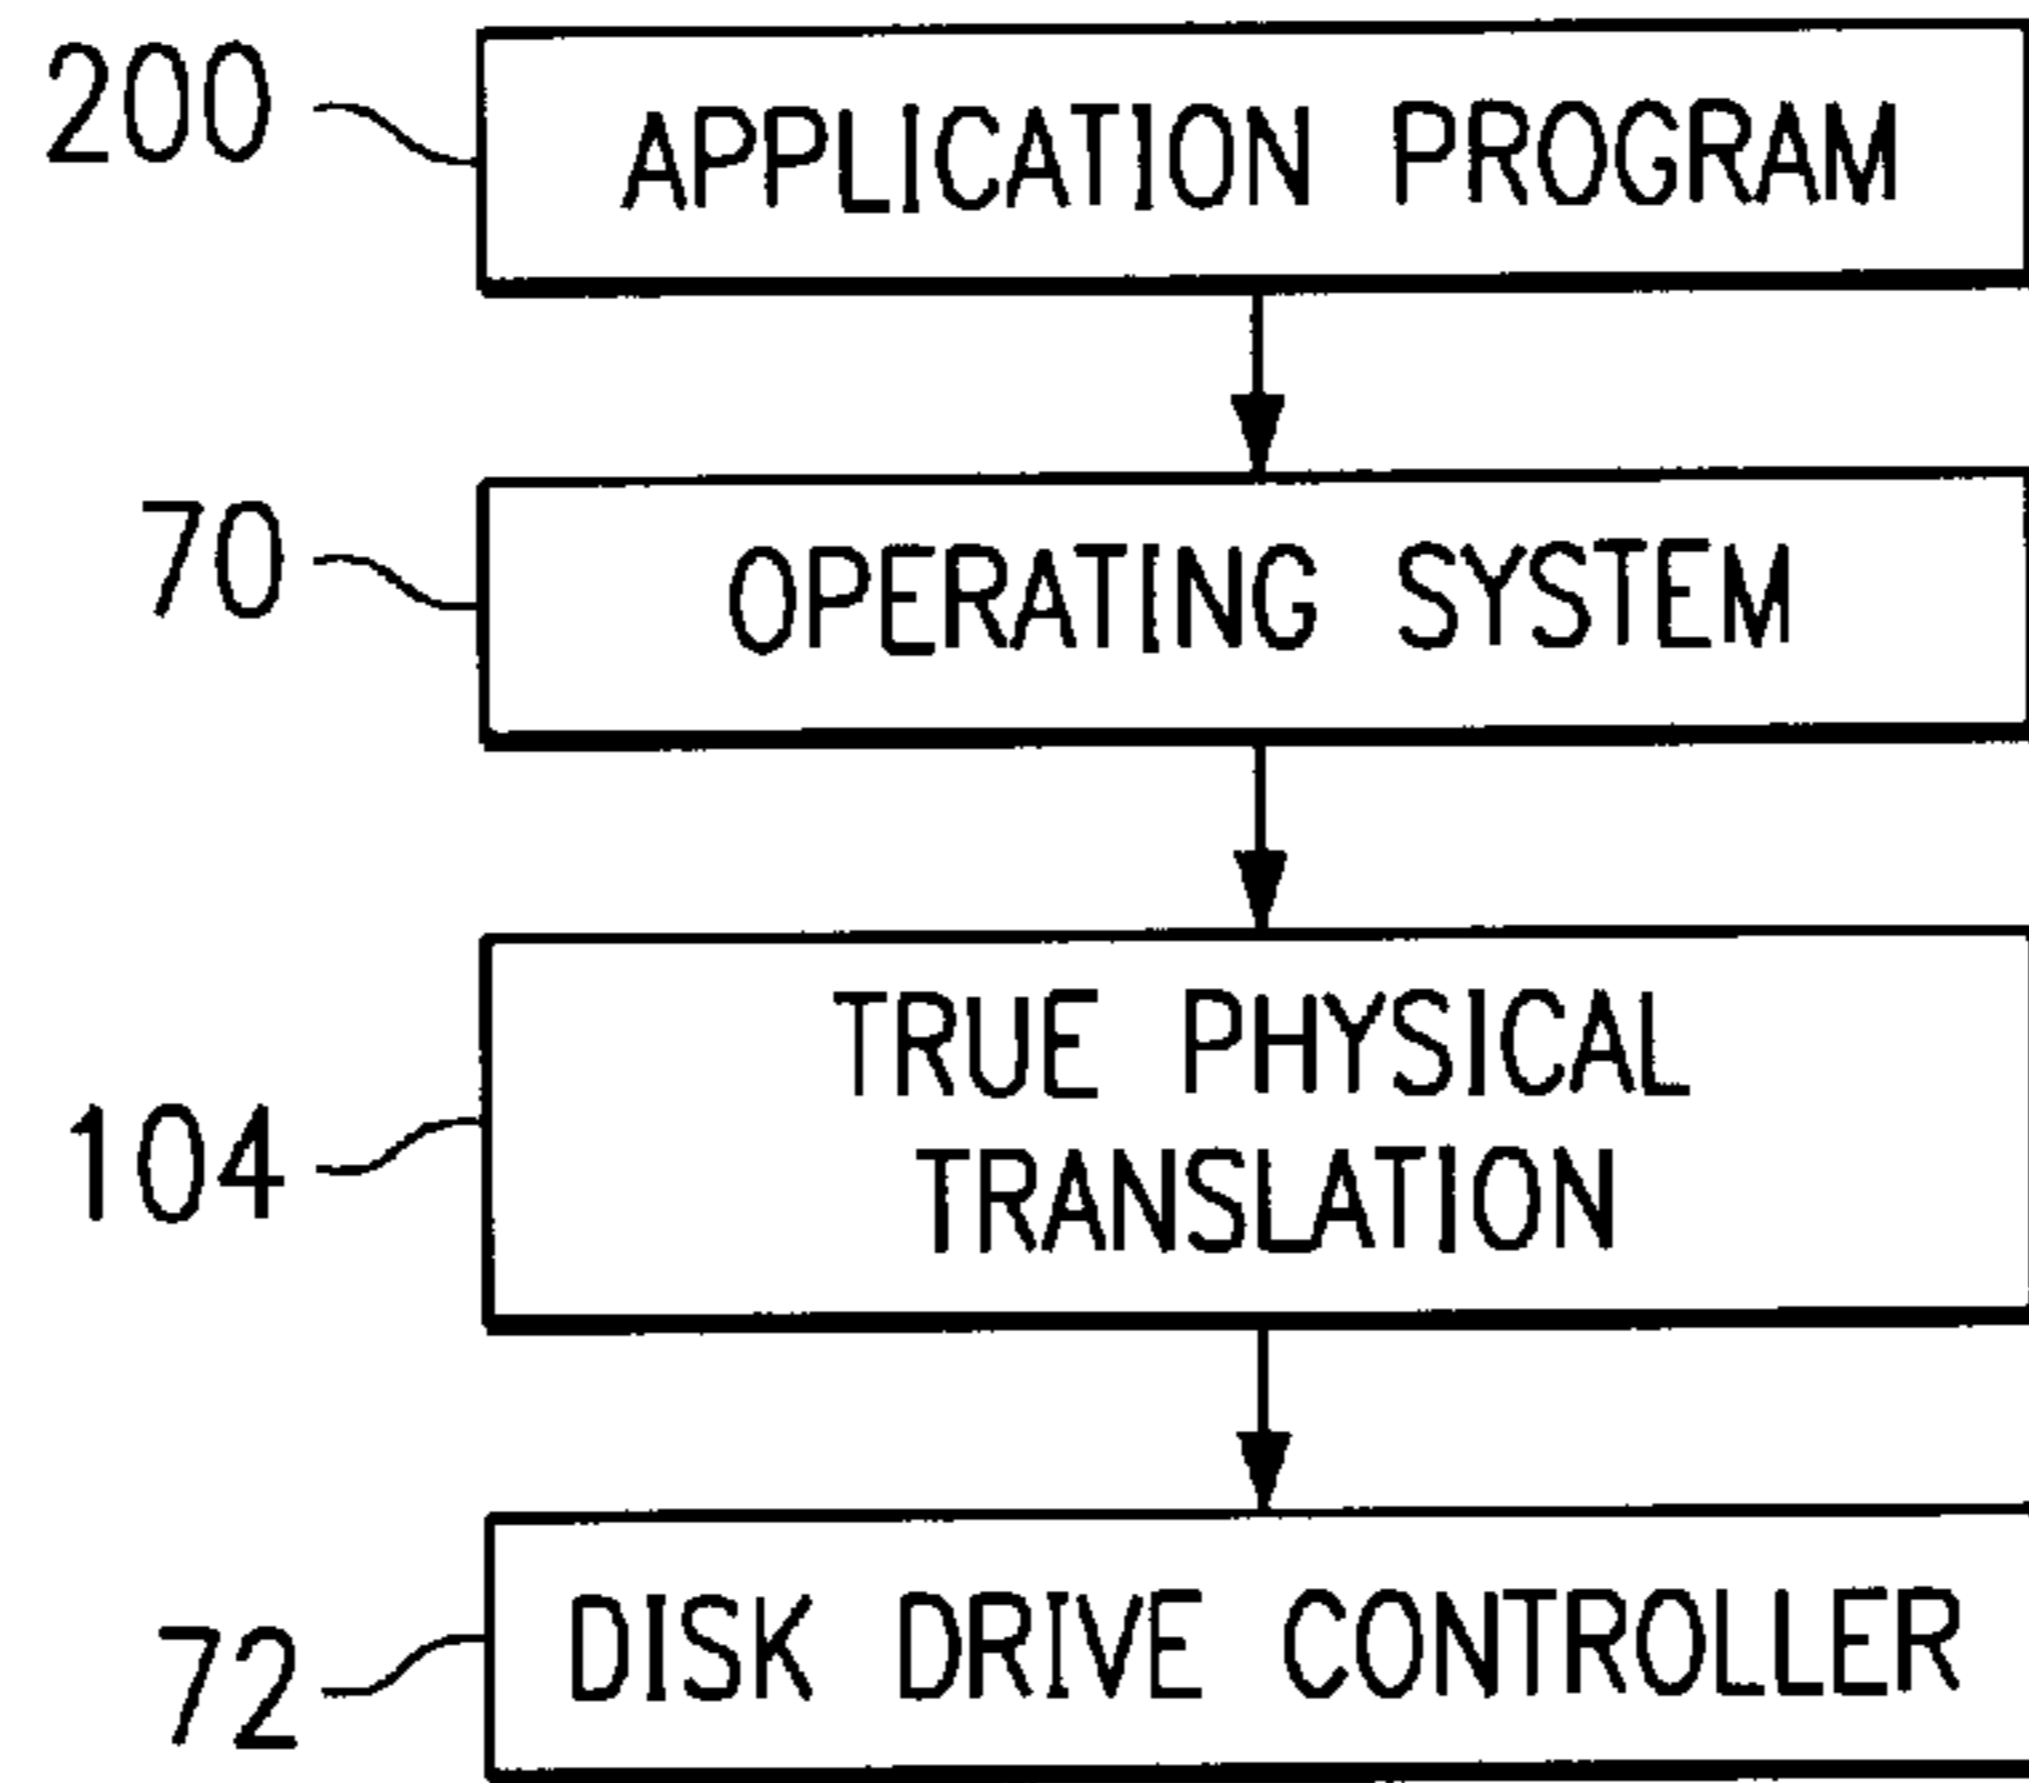 200
APPLICATION PROGRAM
70
OPERATING SYSTEM
TRUE PHYSICAL
104
TRANSLATION
72
DISK DRIVE CONTROLLER